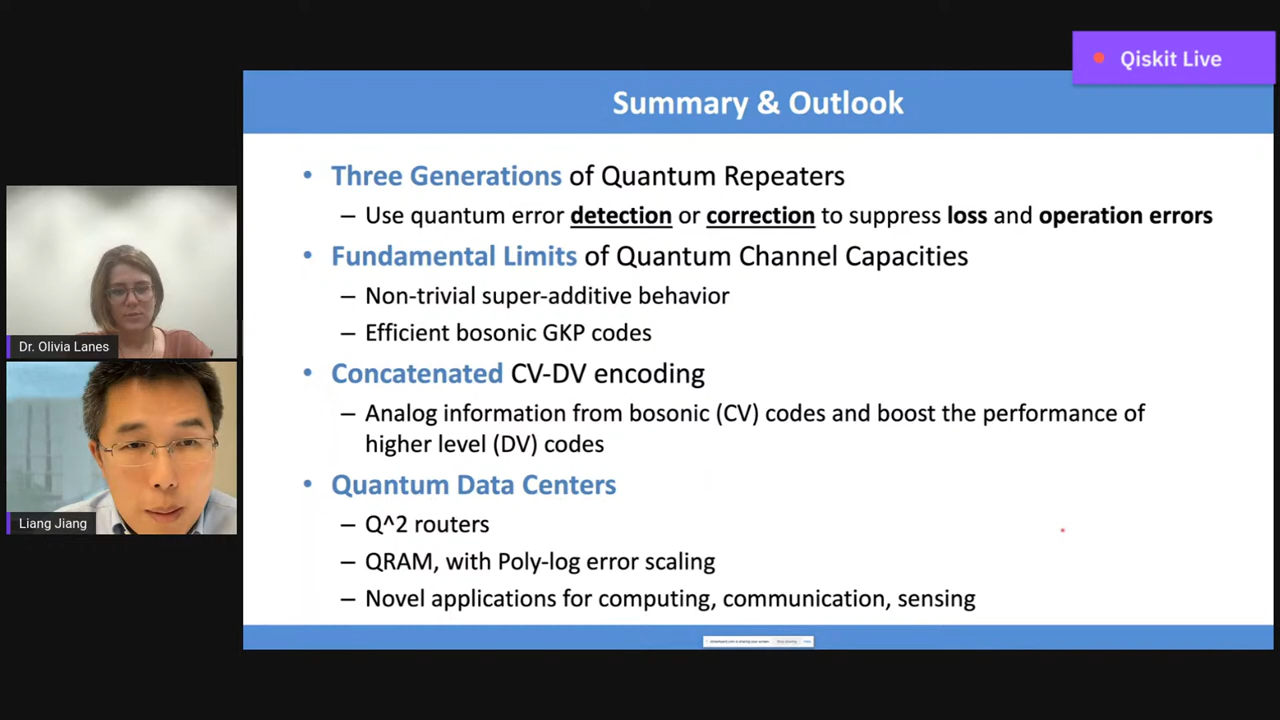 Qiskit Live
Summary & Outlook
• Three Generations of Quantum Repeaters
– Use quantum error detection or correction to suppress loss and operation errors
• Fundamental Limits of Quantum Channel Capacities
– Non-trivial super-additive behavior
– Efficient bosonic GKP codes
• Concatenated CV-DV encoding
– Analog information from bosonic (CV) codes and boost the performance of
higher level (DV) codes
• Quantum Data Centers
– Q^2 routers
– QRAM, with Poly-log error scaling
– Novel applications for computing, communication, sensing
Dr. Olivia Lanes
Liang Jiang